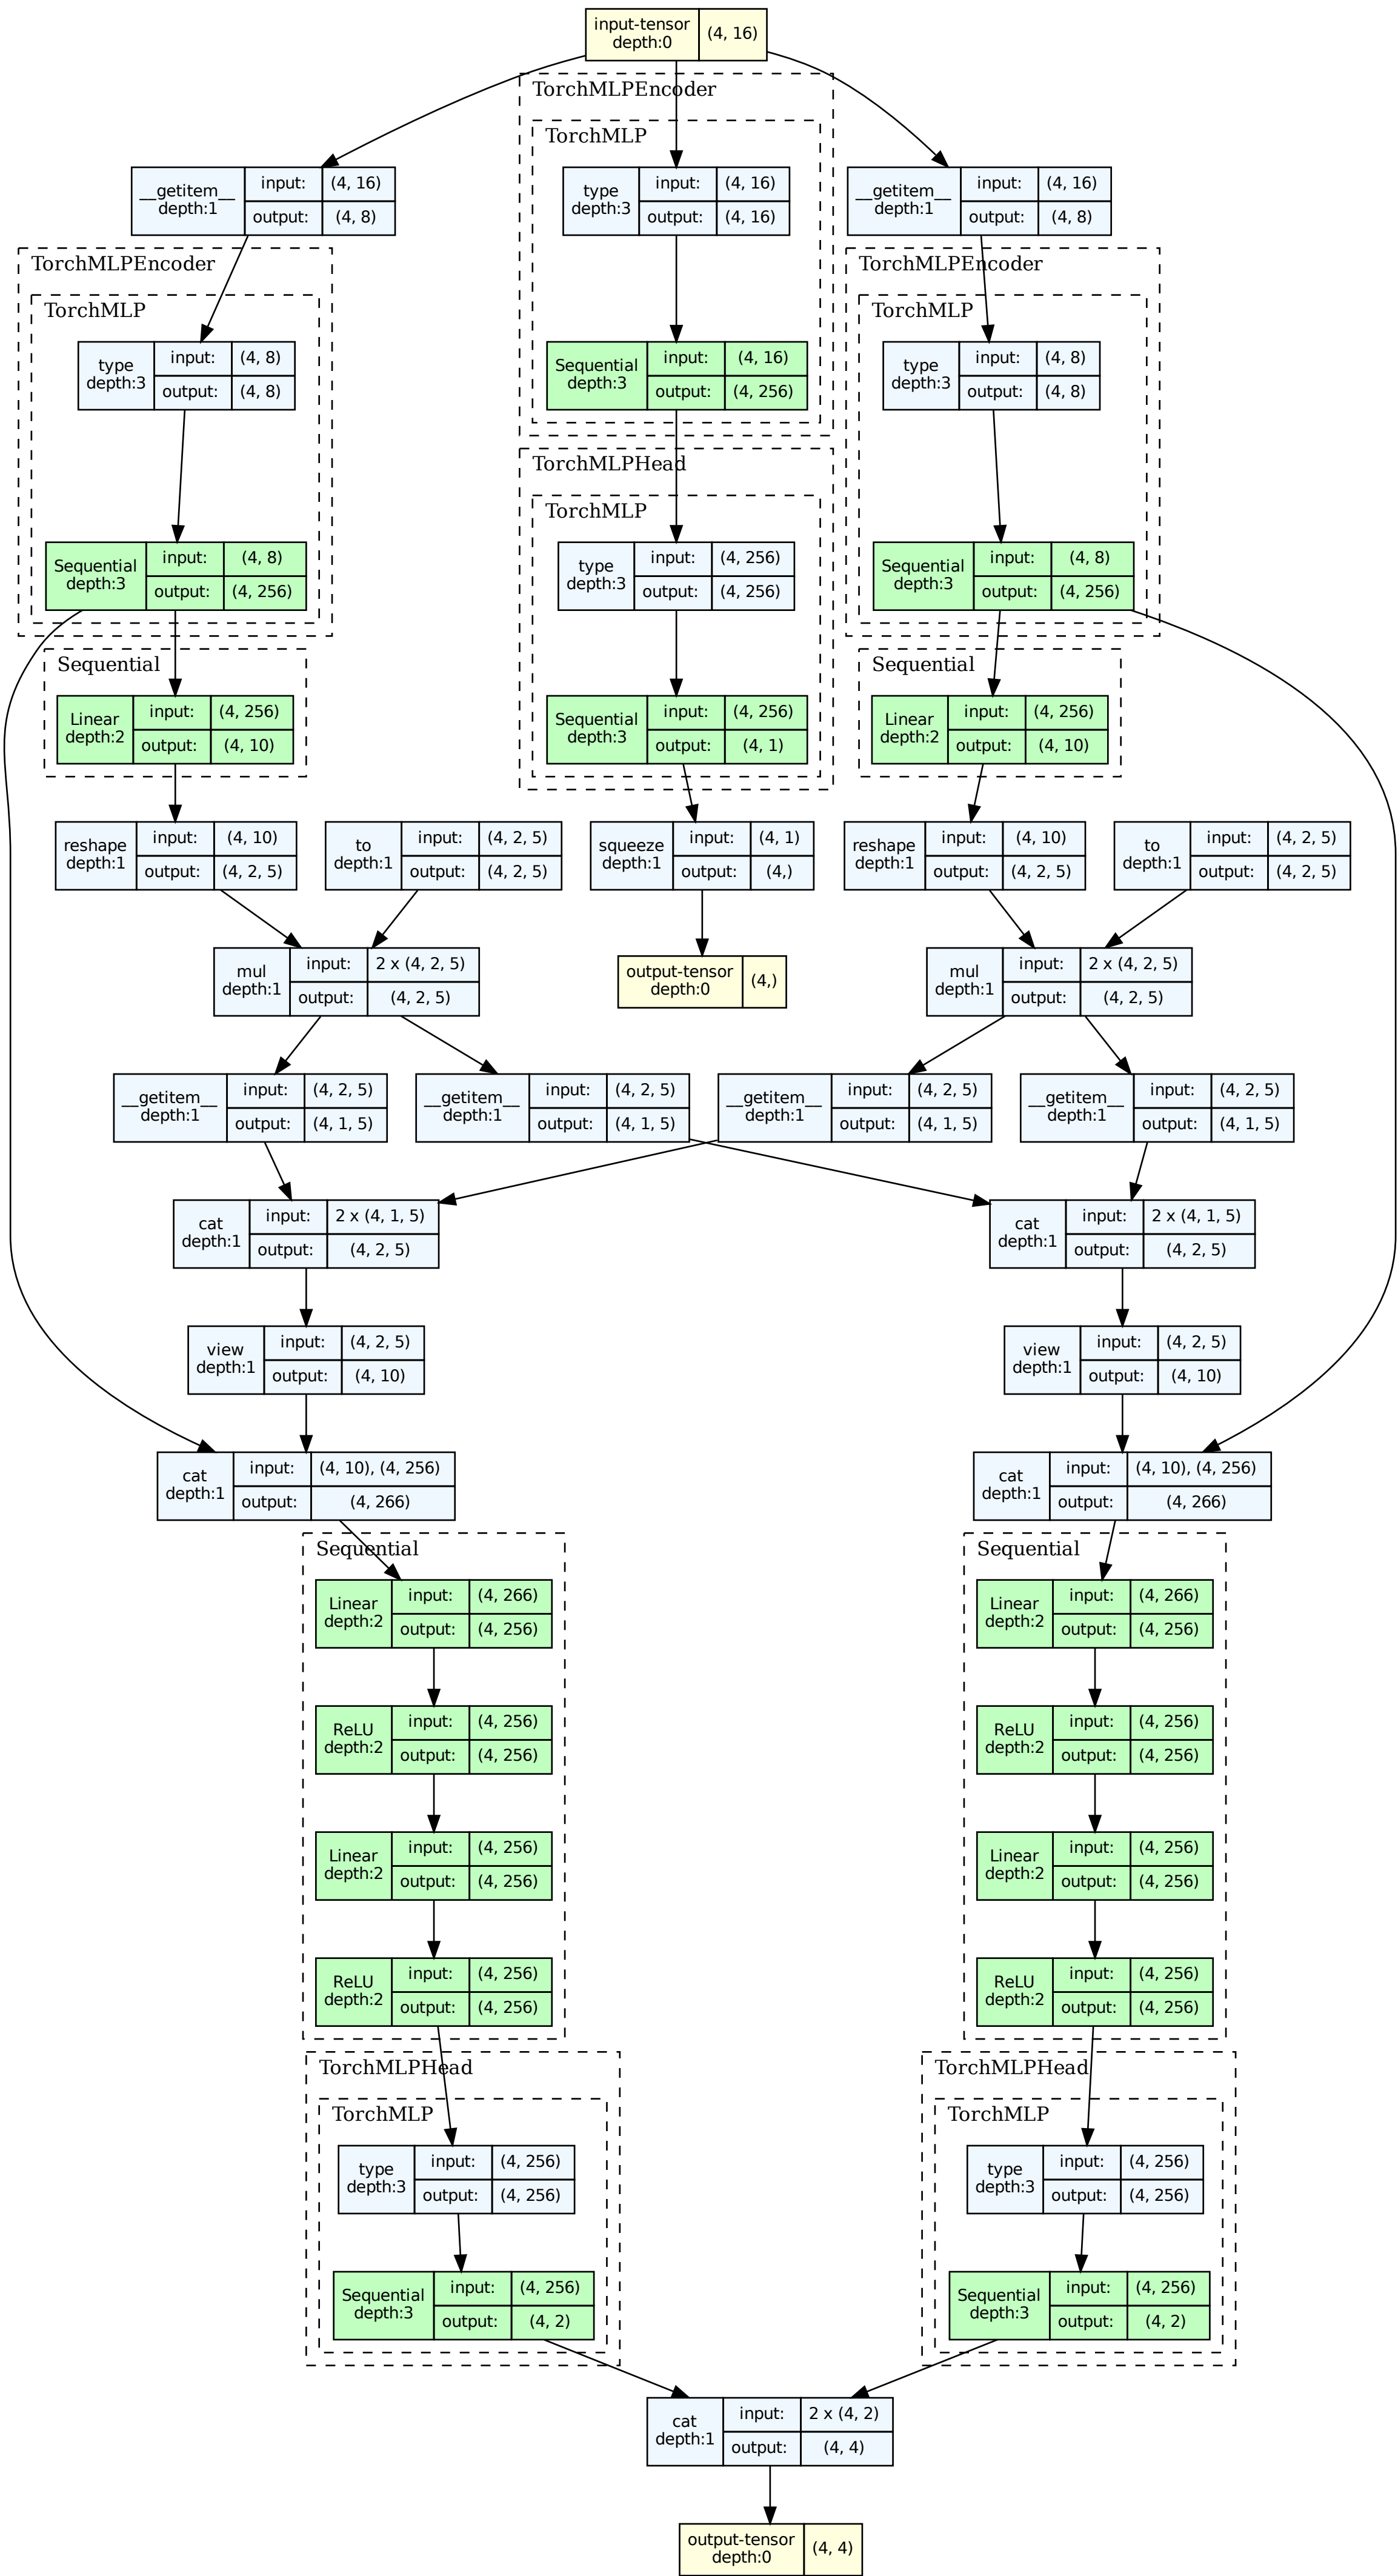 input-tensor
depth:0
(4, 16)
TorchMLPEncoder
TorchMLP
__getitem__
depth:1
input:
(4, 16)
output:
(4, 8)
type
depth:3
input:
(4, 16)
output:
(4, 16)
__getitem__
depth:1
input:
(4, 16)
output:
(4, 8)
TorchMLPEncoder
TorchMLP
TorchMLPEncoder
TorchMLP
type
depth:3
input:
(4, 8)
output:
(4, 8)
Sequential
depth:3
input:
(4, 16)
output:
(4, 256)
type
depth:3
input:
(4, 8)
output:
(4, 8)
TorchMLPHead
TorchMLP
Sequential
depth:3
input:
(4, 8)
output:
(4, 256)
type
depth:3
input:
(4, 256)
output:
(4, 256)
Sequential
depth:3
input:
(4, 8)
output:
(4, 256)
Sequential
Sequential
Linear
depth:2
input:
(4, 256)
output:
(4, 10)
Sequential
depth:3
input:
(4, 256)
output:
(4, 1)
Linear
depth:2
input:
(4, 256)
output:
(4, 10)
reshape
depth:1
input:
(4, 10)
output:
(4, 2, 5)
to
depth:1
input:
(4, 2, 5)
output:
(4, 2, 5)
squeeze
depth:1
input:
(4, 1)
output:
(4,)
reshape
depth:1
input:
(4, 10)
output:
(4, 2, 5)
to
depth:1
input:
(4, 2, 5)
output:
(4, 2, 5)
mul
depth:1
input:
2 x (4, 2, 5)
output:
(4, 2, 5)
output-tensor
depth:0
(4,)
mul
depth:1
input:
2 x (4, 2, 5)
output:
(4, 2, 5)
__getitem__
depth:1
input:
(4, 2, 5)
output:
(4, 1, 5)
__getitem__
depth:1
input:
(4, 2, 5)
output:
(4, 1, 5)
__getitem__
depth:1
input:
(4, 2, 5)
output:
(4, 1, 5)
__getitem__
depth:1
input:
(4, 2, 5)
output:
(4, 1, 5)
cat
depth:1
input:
2 x (4, 1, 5)
output:
(4, 2, 5)
cat
depth:1
input:
2 x (4, 1, 5)
output:
(4, 2, 5)
view
depth:1
input:
(4, 2, 5)
output:
(4, 10)
view
depth:1
input:
(4, 2, 5)
output:
(4, 10)
cat
depth:1
input:
(4, 10), (4, 256)
output:
(4, 266)
cat
depth:1
input:
(4, 10), (4, 256)
output:
(4, 266)
Sequential
Sequential
Linear
depth:2
input:
(4, 266)
output:
(4, 256)
Linear
depth:2
input:
(4, 266)
output:
(4, 256)
ReLU
depth:2
input:
(4, 256)
output:
(4, 256)
ReLU
depth:2
input:
(4, 256)
output:
(4, 256)
Linear
depth:2
input:
(4, 256)
output:
(4, 256)
Linear
depth:2
input:
(4, 256)
output:
(4, 256)
ReLU
depth:2
input:
(4, 256)
output:
(4, 256)
ReLU
depth:2
input:
(4, 256)
output:
(4, 256)
TorchMLPHead
TorchMLP
TorchMLPHead
TorchMLP
type
depth:3
input:
(4, 256)
output:
(4, 256)
type
depth:3
input:
(4, 256)
output:
(4, 256)
Sequential
depth:3
input:
(4, 256)
output:
(4, 2)
Sequential
depth:3
input:
(4, 256)
output:
(4, 2)
cat
depth:1
input:
2 x (4, 2)
output:
(4, 4)
output-tensor
depth:0
(4, 4)